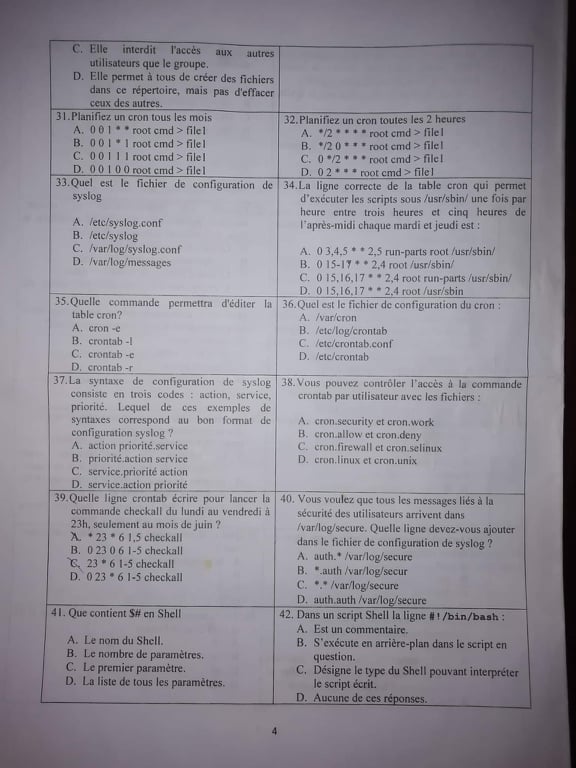 C. Elle interdit l'accès aux autres
utilisateurs que le groupe.
D. Elle permet à tous de créer des fichiers
dans ce répertoire, mais pas d'effacer
ceux des autres.
31.Planifiez un cron tous les mois
A. 0 0 1 * * root cmd > file1
B. 0 0 1 * 1 root cmd > file1
C. 0 0 1 1 1 root cmd > file1
D. 0 0 1 0 0 root cmd > file1
32.Planifiez un cron toutes les 2 heures
A. */2 * * * * root cmd > file1
B. */2 0 * * * root cmd > file1
C. 0 */2 * * * root cmd > file1
D. 0 2 * * * root cmd > file1
33.Quel est le fichier de configuration de
syslog
A. /etc/syslog.conf
B. /etc/syslog
C. /var/log/syslog.conf
D. /var/log/messages
34.La ligne correcte de la table cron qui permet
d'exécuter les scripts sous /usr/sbin/ une fois par
heure entre trois heures et cinq heures de
l'après-midi chaque mardi et jeudi est :
A. 0 3,4,5 * * 2,5 run-parts root /usr/sbin/
B. 0 15-17 * * 2,4 root /usr/sbin/
C. 0 15,16,17 * * 2,4 root run-parts /usr/sbin/
D. 0 15,16,17 * * 2,4 root /usr/sbin
35.Quelle commande permettra d'éditer la
table cron?
A. cron -e
B. crontab -l
C. crontab -e
D. crontab -r
36.Quel est le fichier de configuration du cron :
A. /var/cron
B. /etc/log/crontab
C. /etc/crontab.conf
D. /etc/crontab
37.La syntaxe de configuration de syslog
consiste en trois codes : action, service,
priorité. Lequel de ces exemples de
syntaxes correspond au bon format de
configuration syslog ?
A. action priorité.service
B. priorité.action service
C. service.priorité action
D. service.action priorité
38.Vous pouvez contrôler l'accès à la commande
crontab par utilisateur avec les fichiers :
A. cron.security et cron.work
B. cron.allow et cron.deny
C. cron.firewall et cron.selinux
D. cron.linux et cron.unix
39.Quelle ligne crontab écrire pour lancer la
commande checkall du lundi au vendredi à
23h, seulement au mois de juin ?
A. * 23 * 6 1,5 checkall
B. 0 23 0 6 1-5 checkall
C. 23 * 6 1-5 checkall
D. 0 23 * 6 1-5 checkall
40. Vous voulez que tous les messages liés à la
sécurité des utilisateurs arrivent dans
/var/log/secure. Quelle ligne devez-vous ajouter
dans le fichier de configuration de syslog ?
A. auth.* /var/log/secure
B. *.auth /var/log/secur
C. *.* /var/log/secure
D. auth.auth /var/log/secure
41. Que contient $# en Shell
A. Le nom du Shell.
B. Le nombre de paramètres.
C. Le premier paramètre.
D. La liste de tous les paramètres.
42. Dans un script Shell la ligne #!/bin/bash :
A. Est un commentaire.
B. S'exécute en arrière-plan dans le script en
question.
C. Désigne le type du Shell pouvant interpréter
le script écrit.
D. Aucune de ces réponses.
4